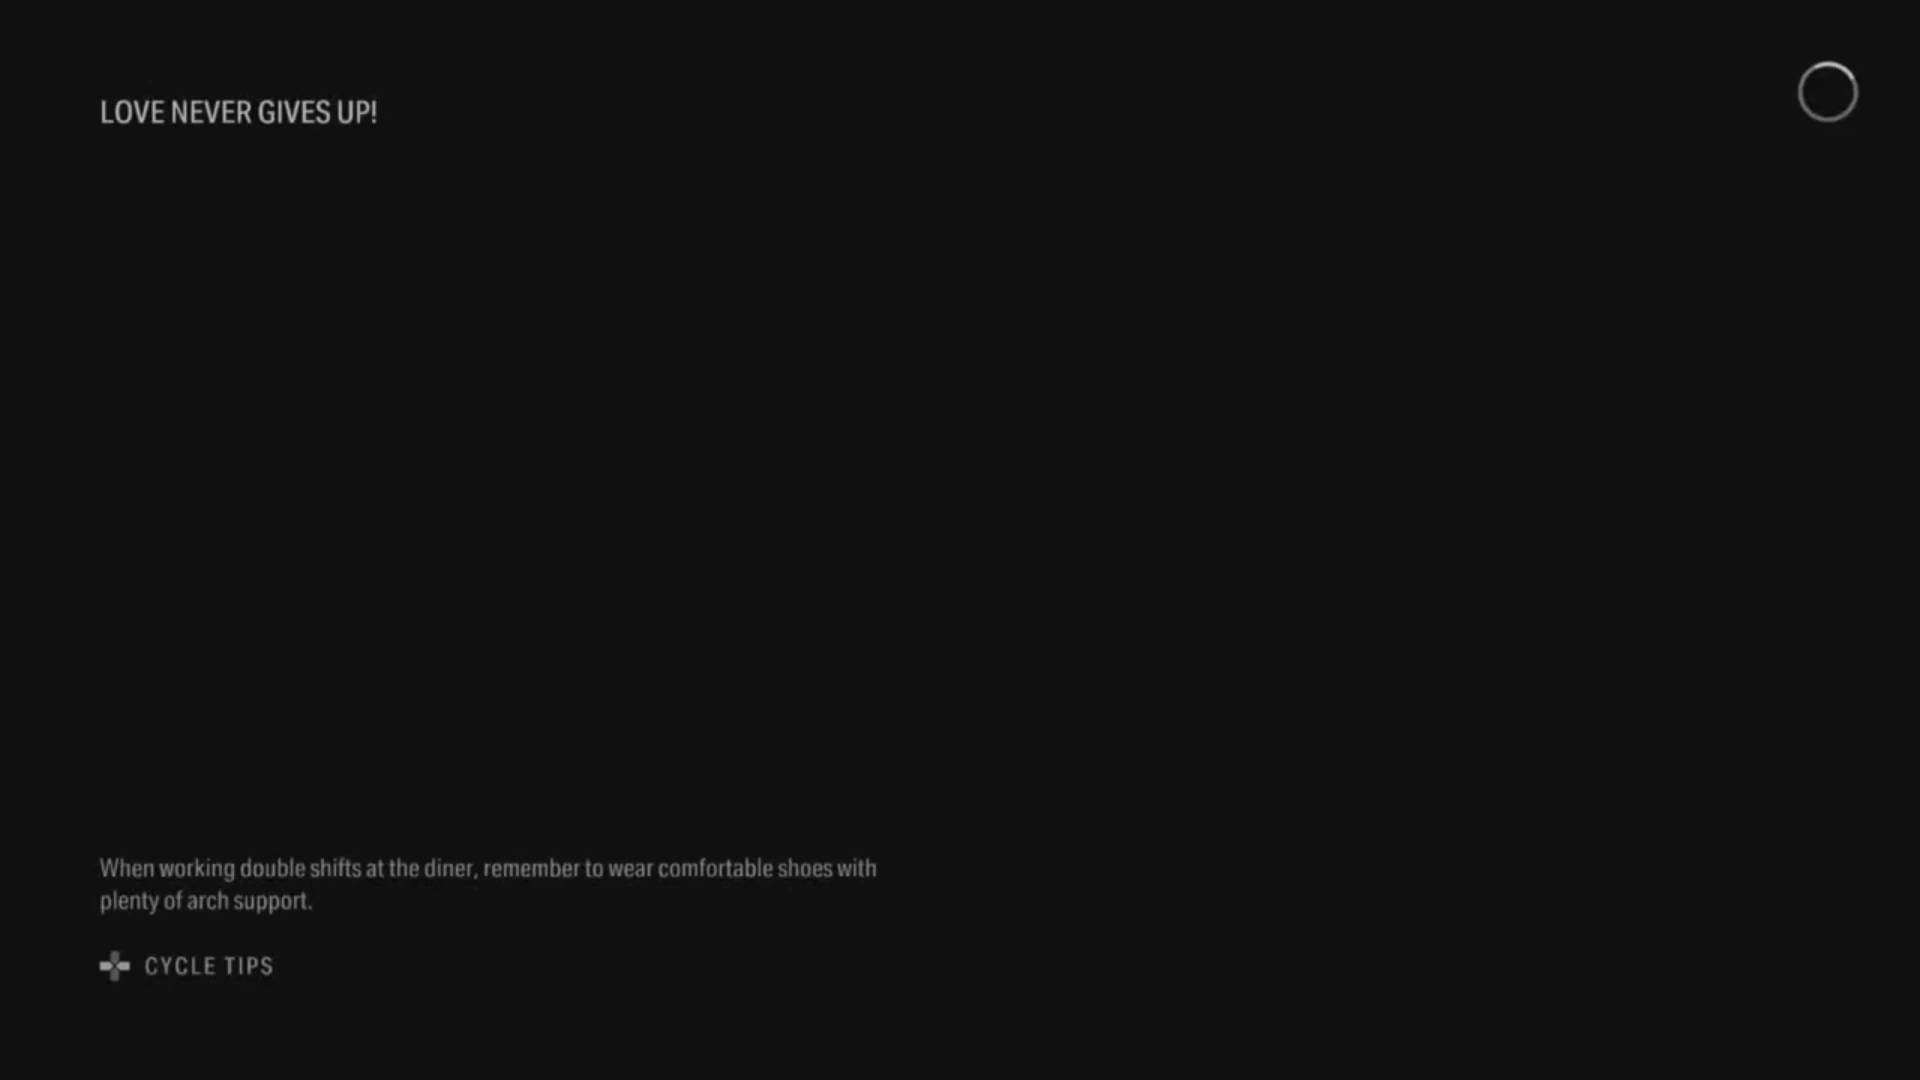 LOVE NEVER GIVES UP!
When working double shifts at the diner, remember to wear comfortable shoes with
plenty of arch support.
CYCLE TIPS